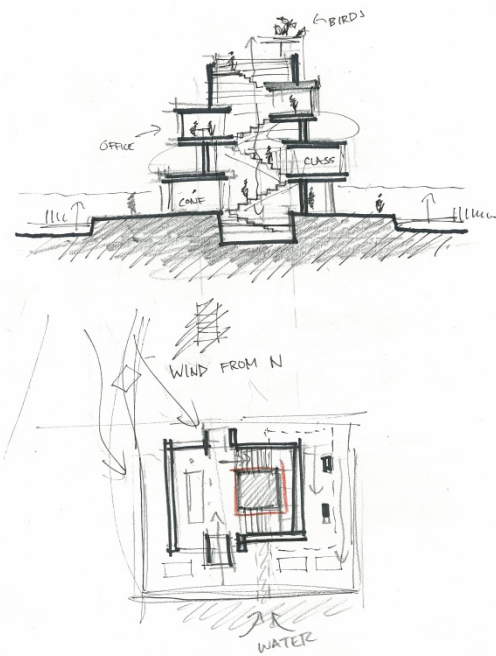 BIRDS
OFFICE
CLASS
CONF
WIND FROM N
WATER